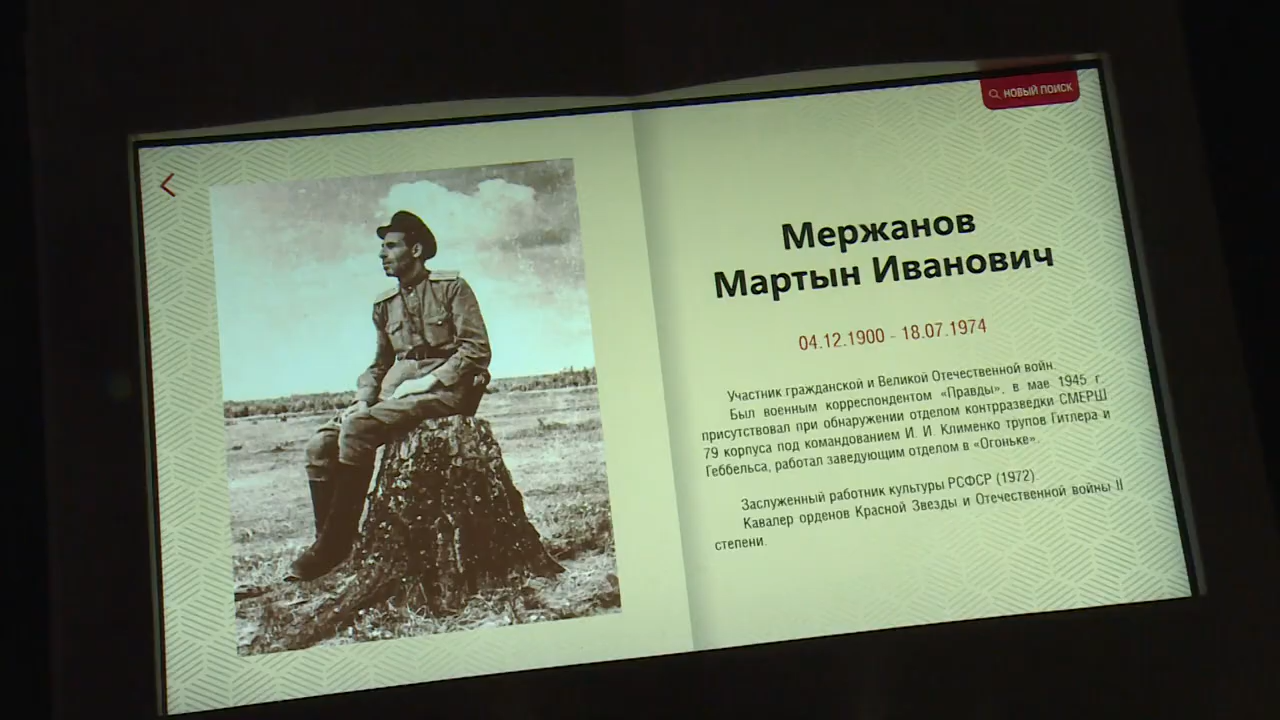 НОВЫЙ ПОИСК
Мержанов
Мартын Иванович
04.12.1900 - 18.07.1974
Участник гражданской и Великой Отечественной войн.
Был военным корреспондентом «Правды», в мае 1945 г.
присутствовал при обнаружении отделом контрразведки СМЕРШ
79 корпуса под командованием И. И. Клименко трупов Гитлера и
Геббельса, работал заведующим отделом в «Огоньке».
Заслуженный работник культуры РСФСР (1972).
Кавалер орденов Красной Звезды и Отечественной войны II
степени.